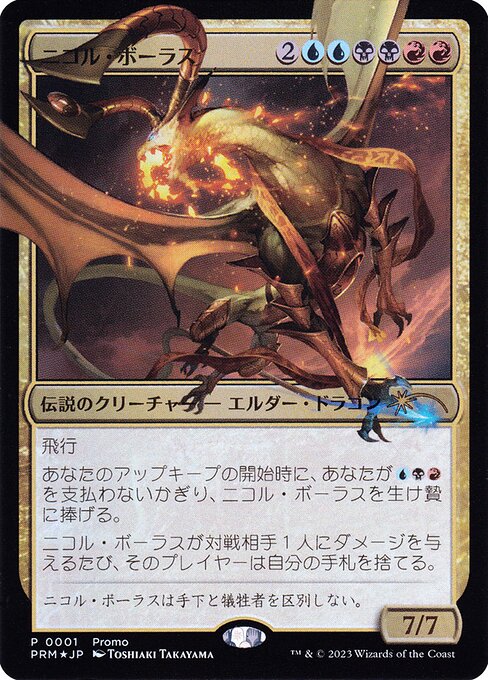 ニコル・ボーラス 2
伝説のクリーチャー — エルダー・ドラゴン
飛行
あなたのアップキープの開始時に、あなたが
を支払わないかぎり、ニコル・ボーラスを生け贄
に捧げる。
ニコル・ボーラスが対戦相手1人にダメージを
与えるたび、そのプレイヤーは自分の手札を捨てる。
ニコル・ボーラスは手下と犠牲者を区別しない。
7/7
P 0001 Promo
PRM★JP Toshiaki Takayama
™ & © 2023 Wizards of the Coast